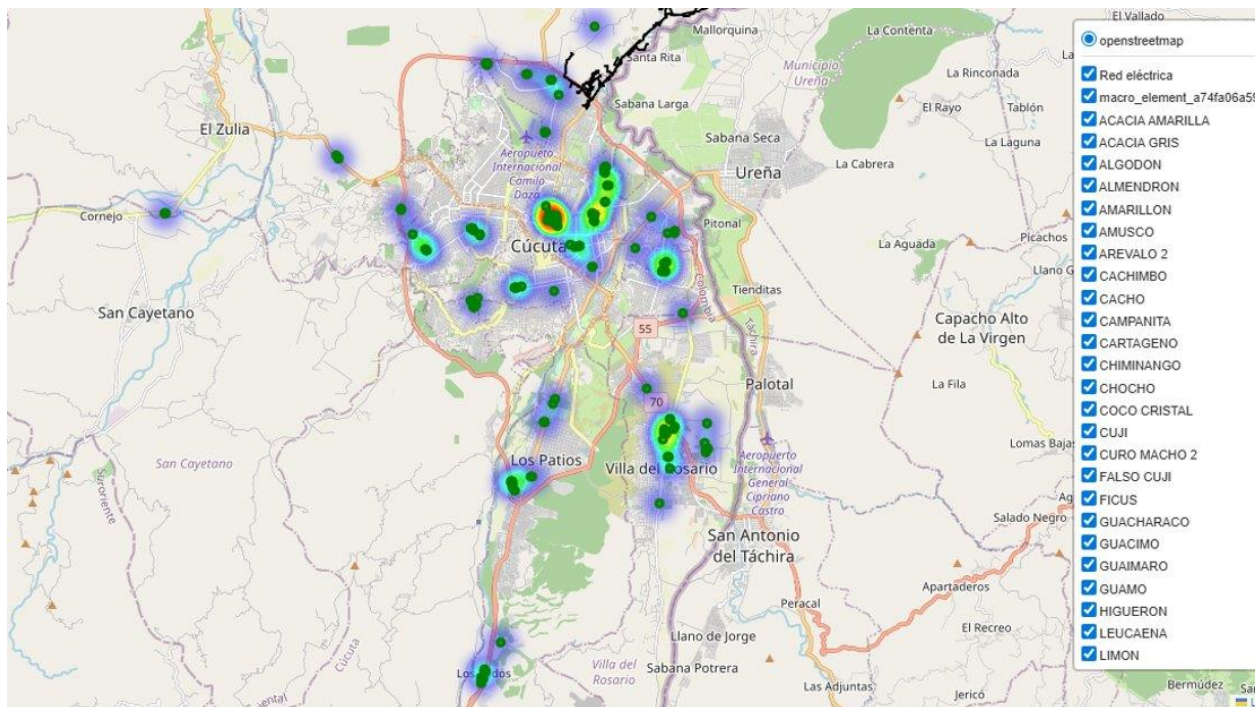 El Vallado
La Contenta
Mallorquina
Santa Rita
Municipio
Ureña
La Rinconada
Sabana Larga
El Rayo
Tablón
El Zulia
Sabana Seca
La Laguna
Aeropuerto
Internacional
Camilo
Daza
La Cabrera
Ureña
Cornejo
Pitonal
Cúcuta
La Aguada
Picachos
Llano G
Tienditas
Colombia
Táchira
San Cayetano
55
Capacho Alto
de La Virgen
Palotal
La Fila
70
Lomas Bajas
San Cayetano
Suroriente
Los Patios
Villa del Rosario
Aeropuerto
Internacional
General
Cipriano
Castro
Salado Negro
San Antonio
del Táchira
Apartaderos
Peracal
El Recreo
Llano de Jorge
Cúcuta
Villa del
Rosario
Sabana Potrera
Las Adjuntas
Jericó
Bermúdez
openstreetmap
Red eléctrica
macro_element_a74fa06a59
ACACIA AMARILLA
ACACIA GRIS
ALGODON
ALMENDRON
AMARILLON
AMUSCO
AREVALO 2
CACHIMBO
CACHO
CAMPANITA
CARTAGENO
CHIMINANGO
CHOCHO
COCO CRISTAL
CUJI
CURO MACHO 2
FALSO CUJI
FICUS
GUACHARACO
GUACIMO
GUAIMARO
GUAMO
HIGUERON
LEUCAENA
LIMON